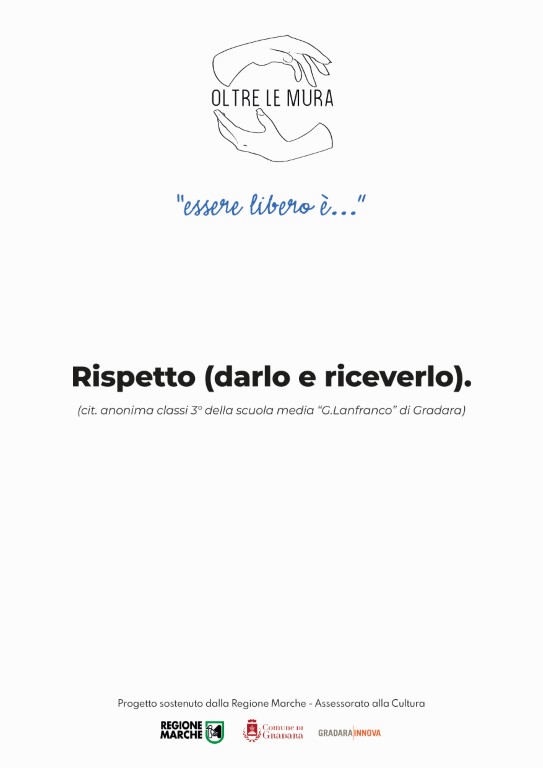 OLTRE LE MURA
"essere libero è..."
Rispetto (darlo e riceverlo).
(cit. anonima classi 3° della scuola media “G.Lanfranco” di Gradara)
Progetto sostenuto dalla Regione Marche - Assessorato alla Cultura
REGIONE
MARCHE
Comune di
Gradara
GRADARA|INNOVA